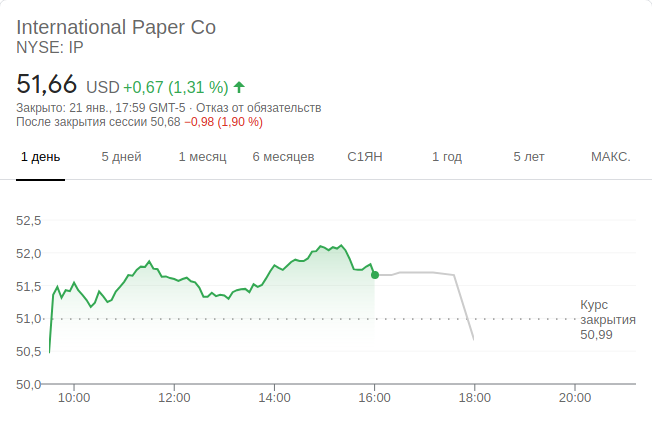 International Paper Co
NYSE: IP
51,66 USD +0,67 (1,31 %)
Закрыто: 21 янв., 17:59 GMT-5 · Отказ от обязательств
После закрытия сессии 50,68 −0,98 (1,90 %)
1 день 5 дней 1 месяц 6 месяцев С1ЯН 1 год 5 лет МАКС.
52,5
52,0
51,5
51,0
50,5
50,0
Курс
закрытия
50,99
10:00 12:00 14:00 16:00 18:00 20:00